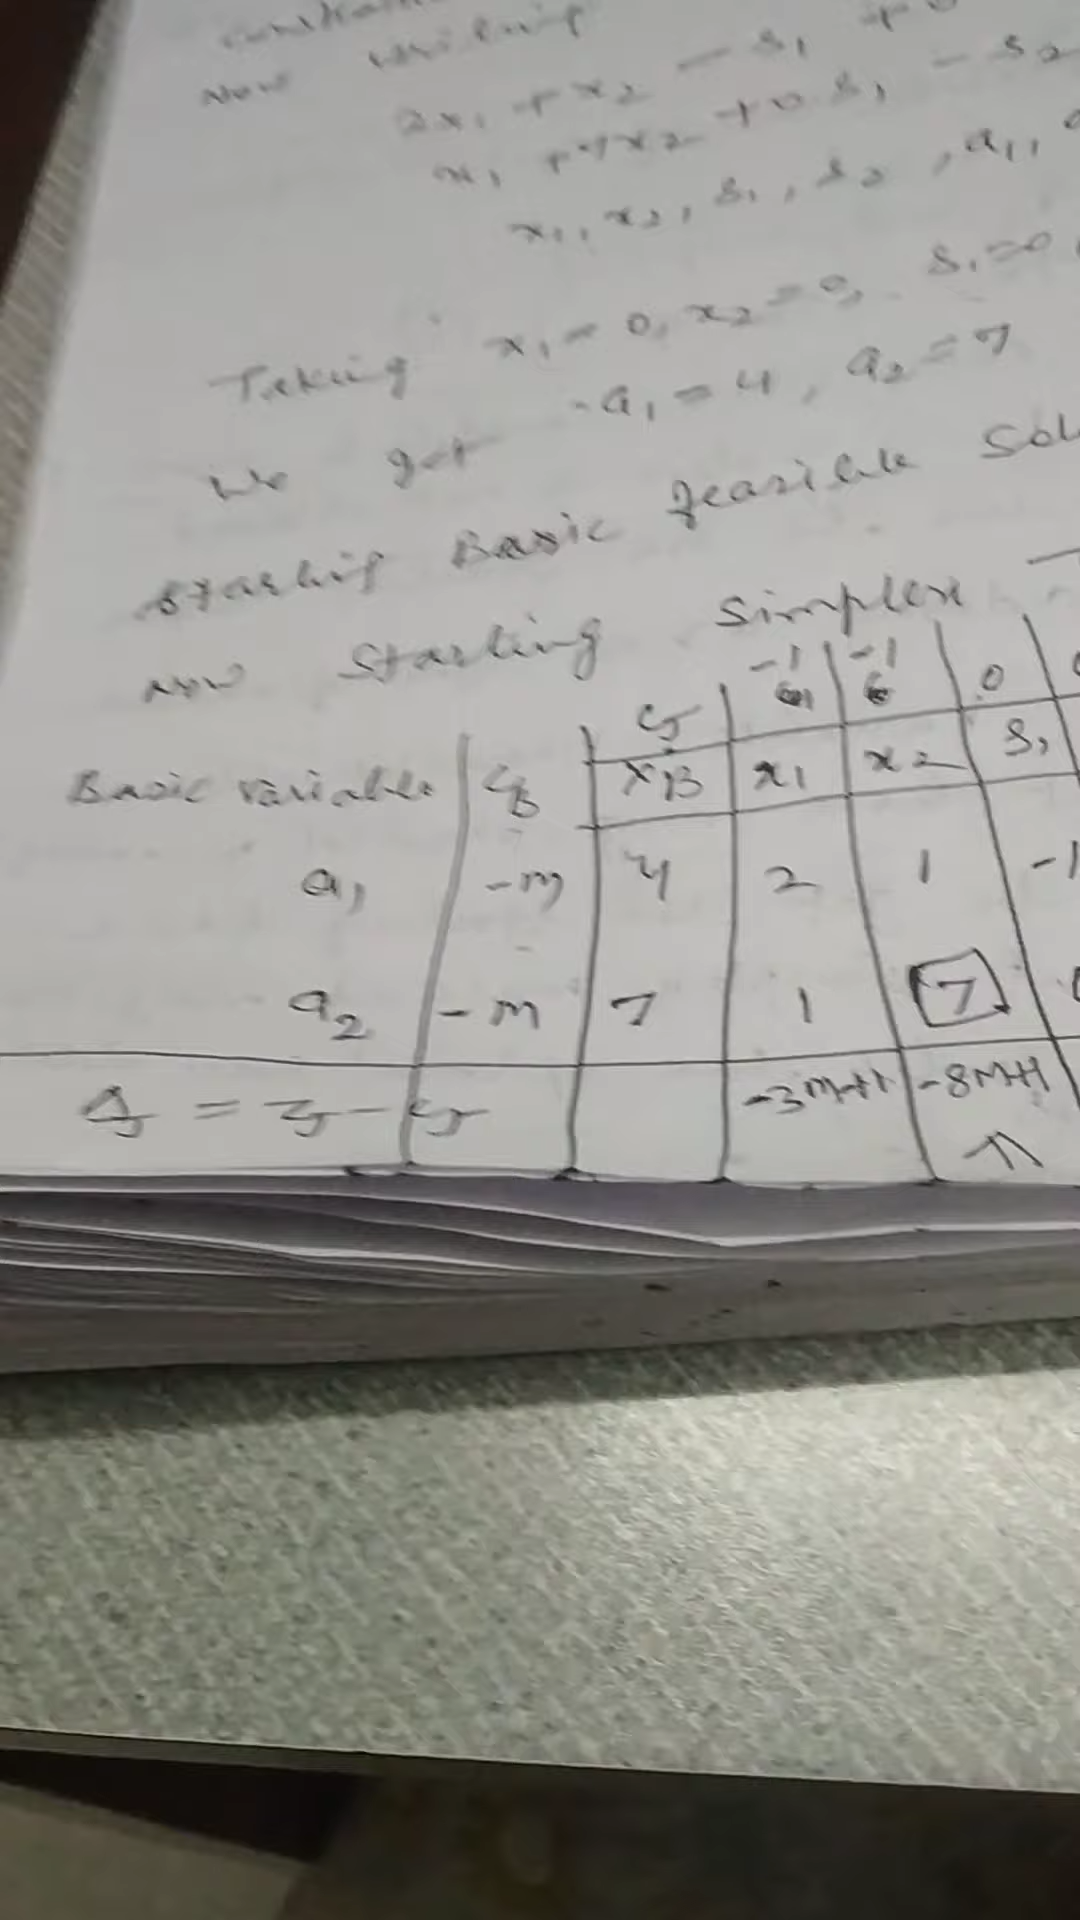 Now writing
2x1 + x2 - s1 + 0
x1 + 7x2 + 0 s1 - s2
x1, x2, s1, s2, a1,
Taking x1 = 0, x2 = 0, s1 = 0
We get a1 = 4, a2 = 7
Starting Basic feasible Sol
Now Starting Simplex
Cj -1 -1 0
Basic variable CB XB x1 x2 s1
a1 -M 4 2 1 -1
a2 -M 7 1 7
Δj = zj - cj -3M+1 -8M+1
↑